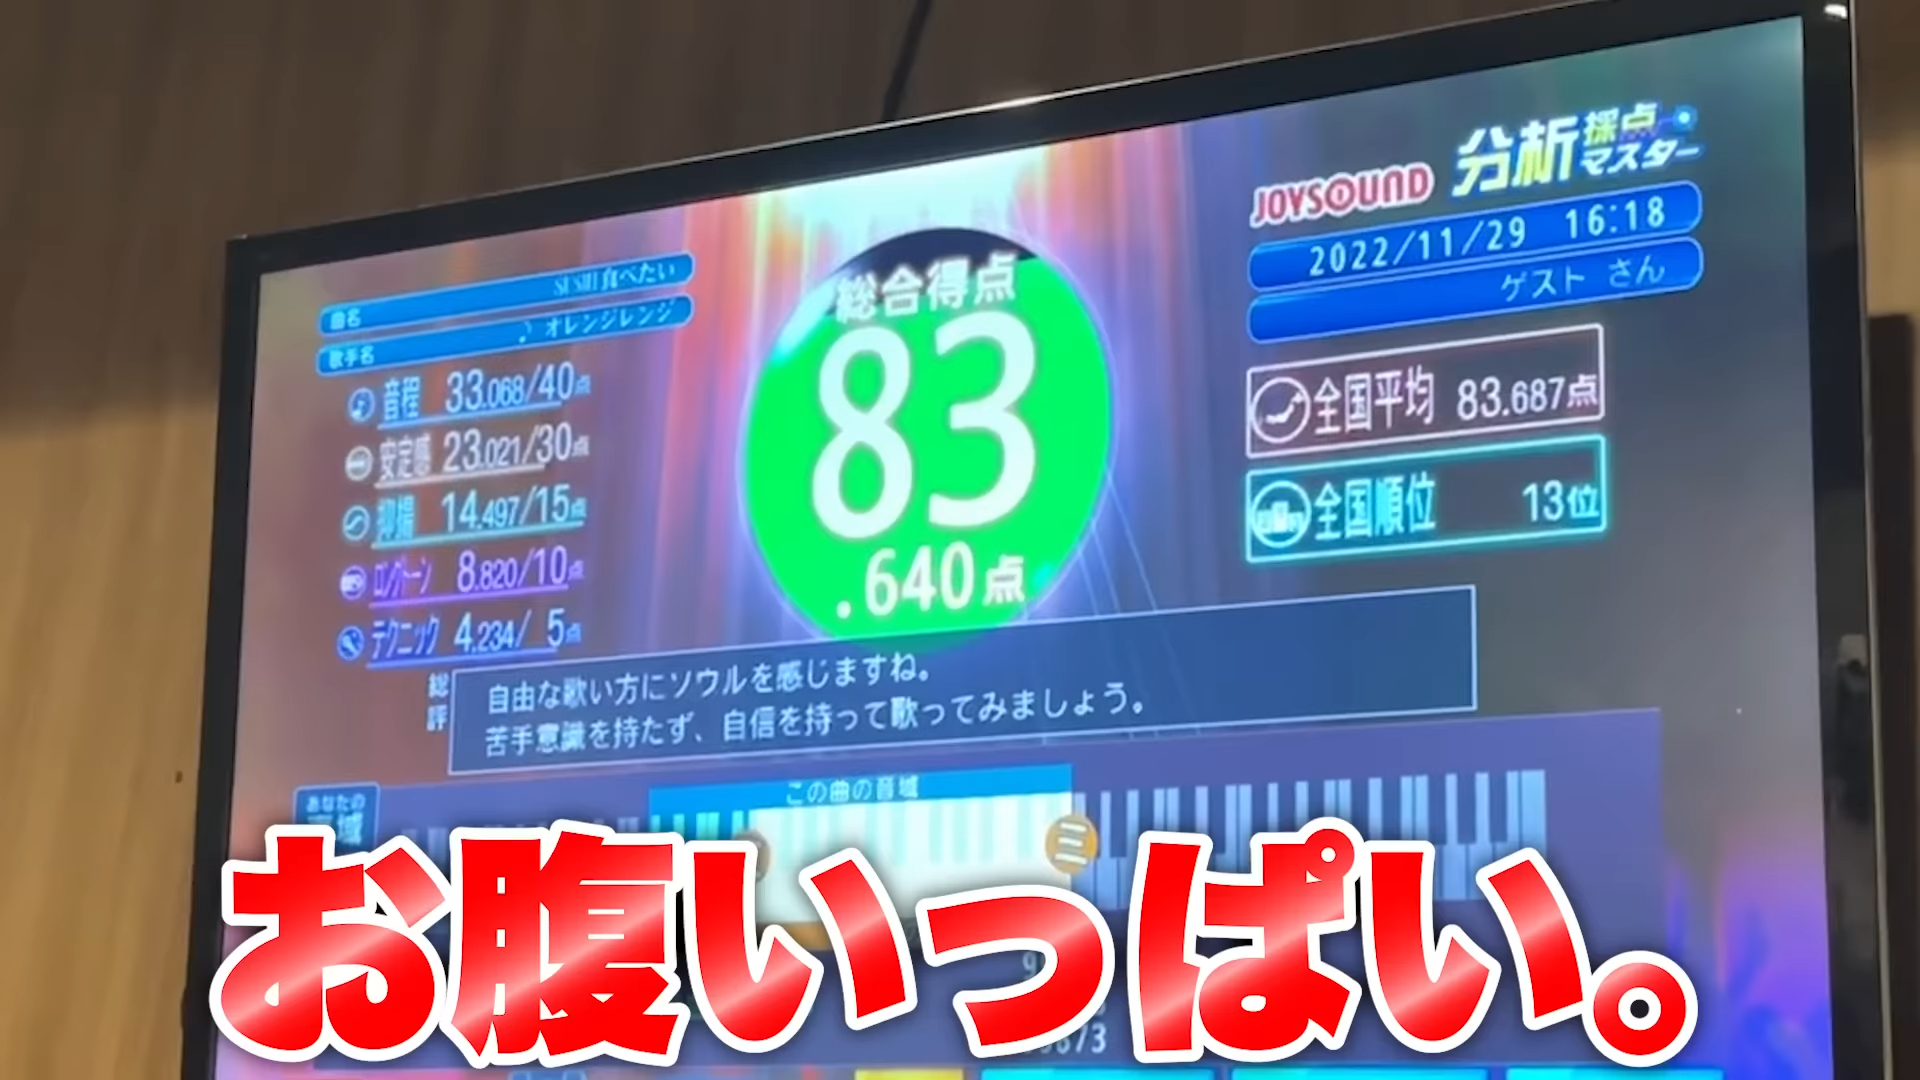 JOYSOUND 分析採点マスター
2022/11/29 16:18
ゲスト さん
曲名 SUSHI食べたい
歌手名 オレンジレンジ
音程 33.068/40点
安定感 23.021/30点
抑揚 14.497/15点
ロングトーン 8.820/10点
テクニック 4.234/ 5点
総合得点
83
.640点
全国平均 83.687点
全国順位 13位
総評
自由な歌い方にソウルを感じますね。
苦手意識を持たず、自信を持って歌ってみましょう。
あなたの
音域
この曲の音域
ミ
お腹いっぱい。